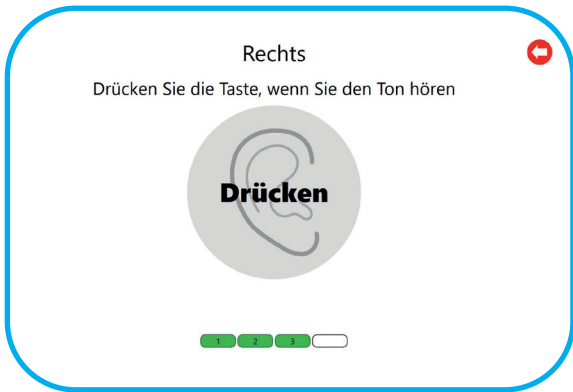 Rechts
Drücken Sie die Taste, wenn Sie den Ton hören
Drücken
1 2 3